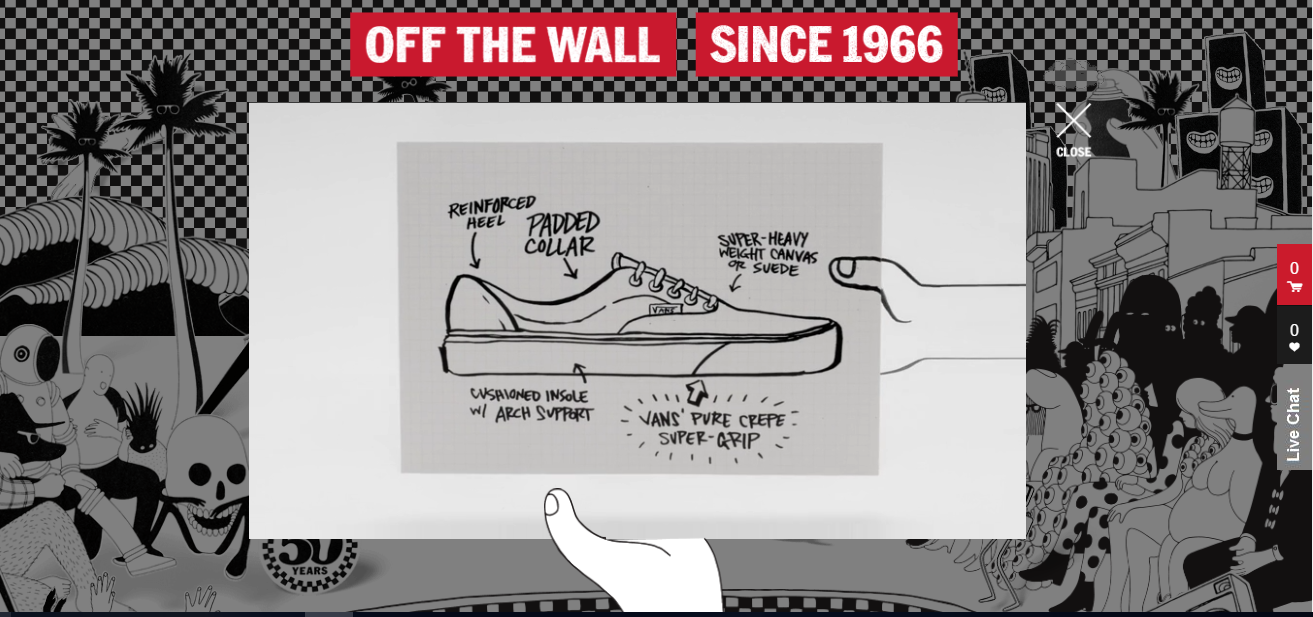 OFF THE WALL SINCE 1966
CLOSE
REINFORCED
HEEL
PADDED
COLLAR
SUPER-HEAVY
WEIGHT CANVAS
OR SUEDE
VANS
CUSHIONED INSOLE
W/ ARCH SUPPORT
VANS' PURE CREPE
SUPER-GRIP
0
0
Live Chat
50
YEARS